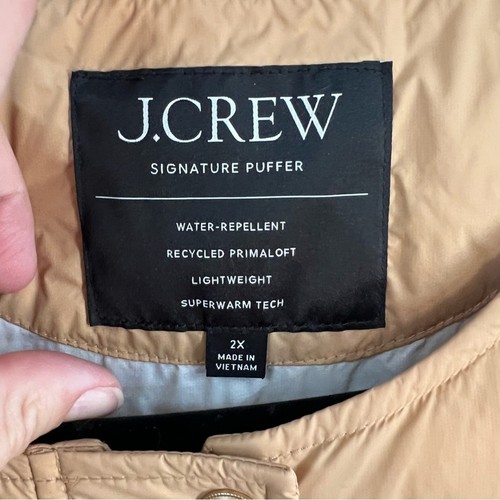 J.CREW
SIGNATURE PUFFER
WATER-REPELLENT
RECYCLED PRIMALOFT
LIGHTWEIGHT
SUPERWARM TECH
2X
MADE IN
VIETNAM